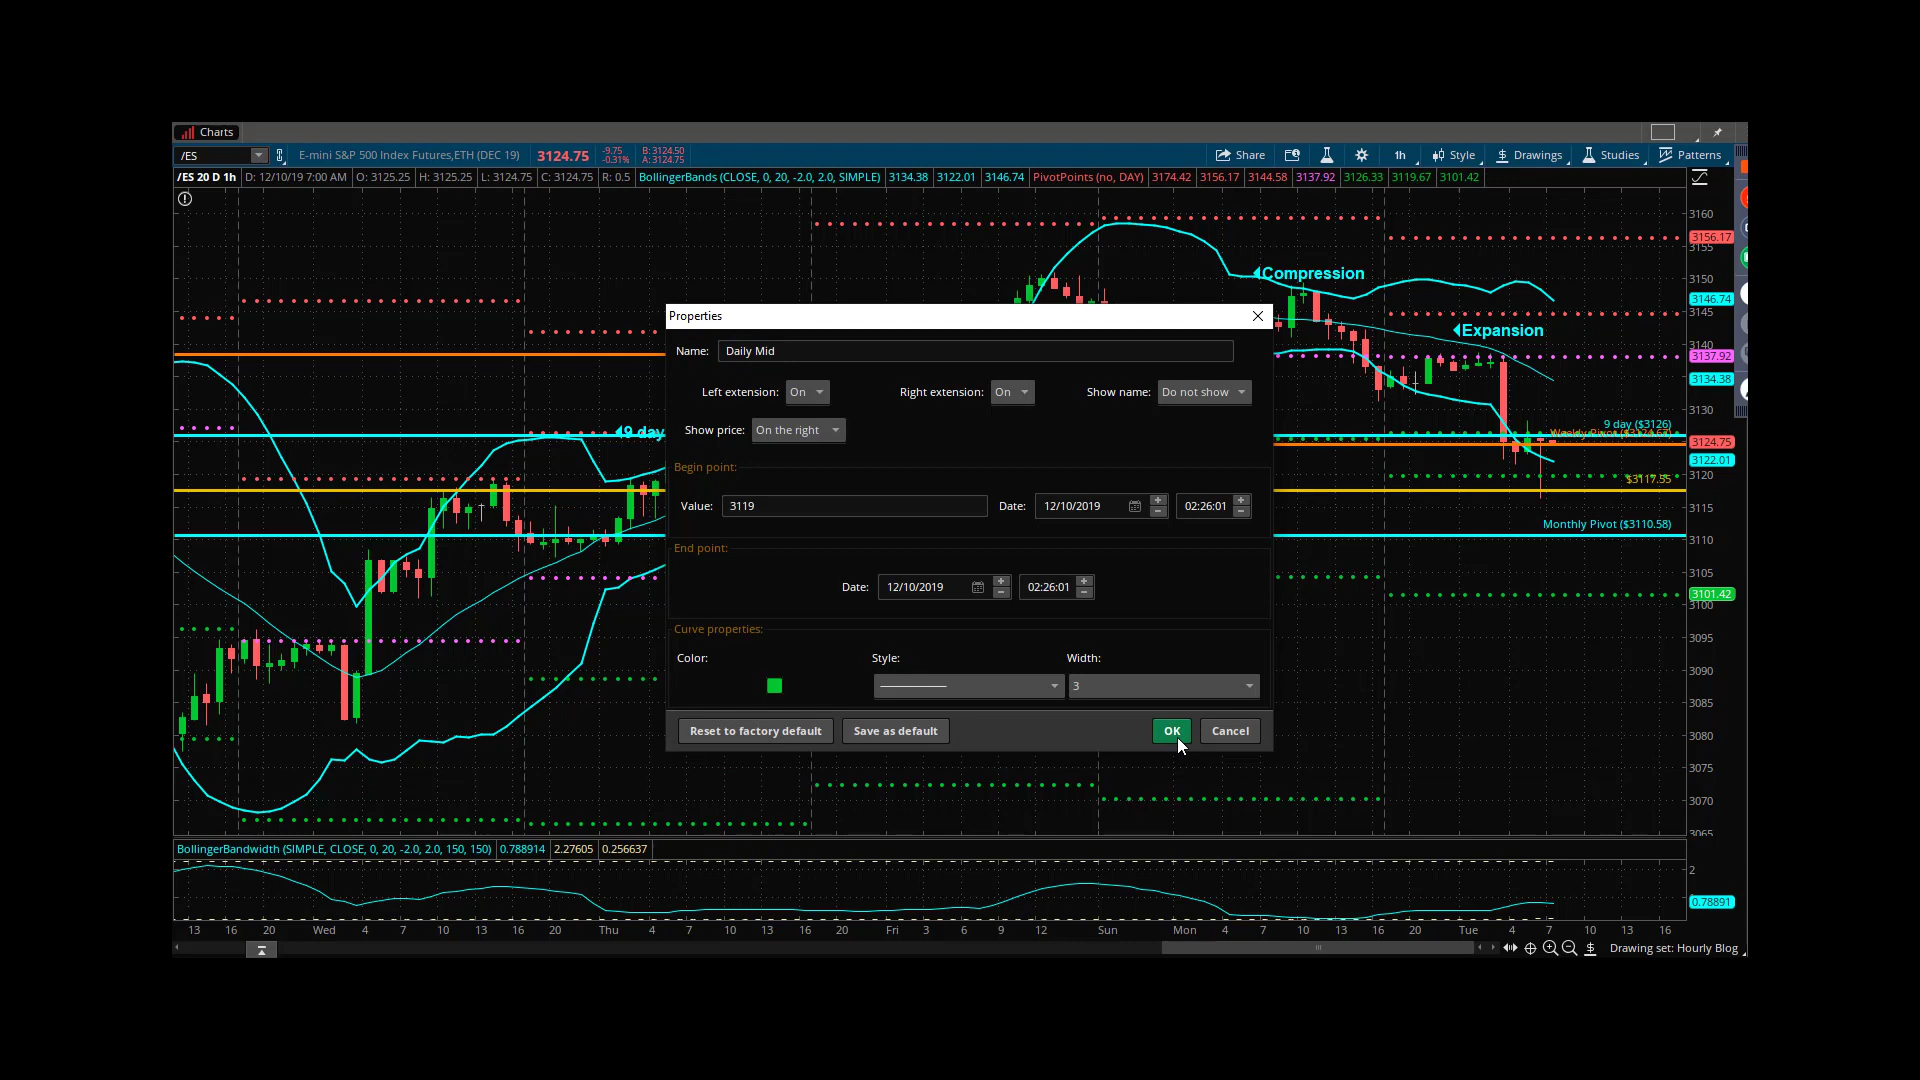 Charts
/ES E-mini S&P 500 Index Futures,ETH (DEC 19) 3124.75 -9.75 -0.31% B: 3124.50 A: 3124.75 Share 1h Style $ Drawings Studies Patterns
/ES 20 D 1h D: 12/10/19 7:00 AM O: 3125.25 H: 3125.25 L: 3124.75 C: 3124.75 R: 0.5 BollingerBands (CLOSE, 0, 20, -2.0, 2.0, SIMPLE) 3134.38 3122.01 3146.74 PivotPoints (no, DAY) 3174.42 3156.17 3144.58 3137.92 3126.33 3119.67 3101.42
3160
3156.17
3155
Compression
3150
3146.74
3145
Expansion
3140
3137.92
3134.38
3130
9 day
9 day ($3126)
3124.75
3122.01
3120
$3117.55
3115
Monthly Pivot ($3110.58)
3110
3105
3101.42
3100
3095
3090
3085
3080
3075
3070
3065
Properties
Name: Daily Mid
Left extension: On Right extension: On Show name: Do not show
Show price: On the right
Begin point:
Value: 3119 Date: 12/10/2019 02:26:01
End point:
Date: 12/10/2019 02:26:01
Curve properties:
Color: Style: Width:
3
Reset to factory default Save as default OK Cancel
BollingerBandwidth (SIMPLE, CLOSE, 0, 20, -2.0, 2.0, 150, 150) 0.788914 2.27605 0.256637
2
0.78891
13 16 20 Wed 4 7 10 13 16 20 Thu 4 7 10 13 16 20 Fri 3 6 9 12 Sun Mon 4 7 10 13 16 20 Tue 4 7 10 13 16
$ Drawing set: Hourly Blog